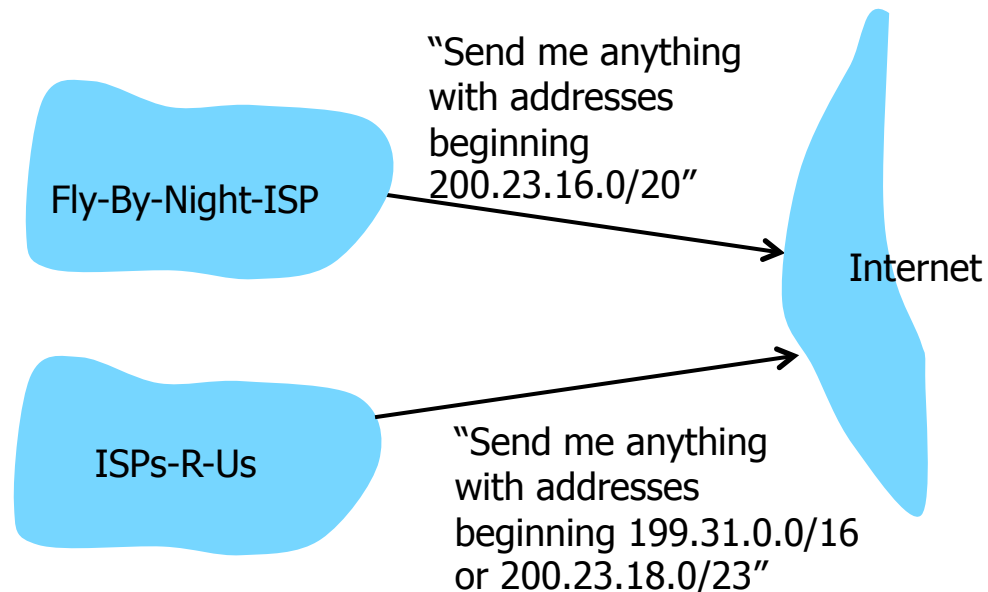 “Send me anything
with addresses
beginning
200.23.16.0/20”
Fly-By-Night-ISP
Internet
ISPs-R-Us
“Send me anything
with addresses
beginning 199.31.0.0/16
or 200.23.18.0/23”